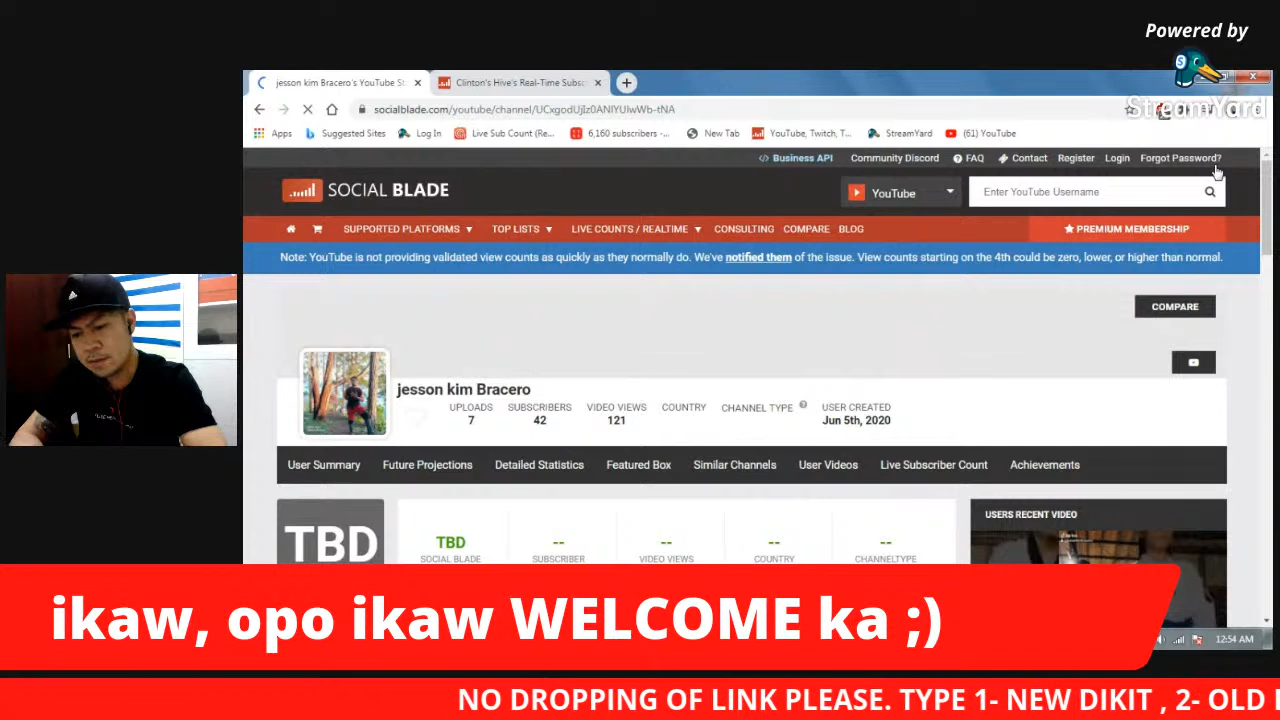 Powered by
StreamYard
jesson kim Bracero's YouTube St
Clinton's Hive's Real-Time Subsc
socialblade.com/youtube/channel/UCxgodUjIz0ANlYUlwWb-tNA
Apps
Suggested Sites
Log In
Live Sub Count (Re...
6,160 subscribers -...
New Tab
YouTube, Twitch, T...
StreamYard
(61) YouTube
</> Business API
Community Discord
FAQ
Contact
Register
Login
Forgot Password?
SOCIAL BLADE
YouTube
Enter YouTube Username
SUPPORTED PLATFORMS
TOP LISTS
LIVE COUNTS / REALTIME
CONSULTING
COMPARE
BLOG
PREMIUM MEMBERSHIP
Note: YouTube is not providing validated view counts as quickly as they normally do. We've notified them of the issue. View counts starting on the 4th could be zero, lower, or higher than normal.
COMPARE
jesson kim Bracero
UPLOADS SUBSCRIBERS VIDEO VIEWS COUNTRY CHANNEL TYPE USER CREATED
7 42 121 Jun 5th, 2020
User Summary Future Projections Detailed Statistics Featured Box Similar Channels User Videos Live Subscriber Count Achievements
TBD
TBD -- -- -- --
SOCIAL BLADE SUBSCRIBER VIDEO VIEWS COUNTRY CHANNELTYPE
USERS RECENT VIDEO
ikaw, opo ikaw WELCOME ka ;)
12:54 AM
NO DROPPING OF LINK PLEASE. TYPE 1- NEW DIKIT , 2- OLD